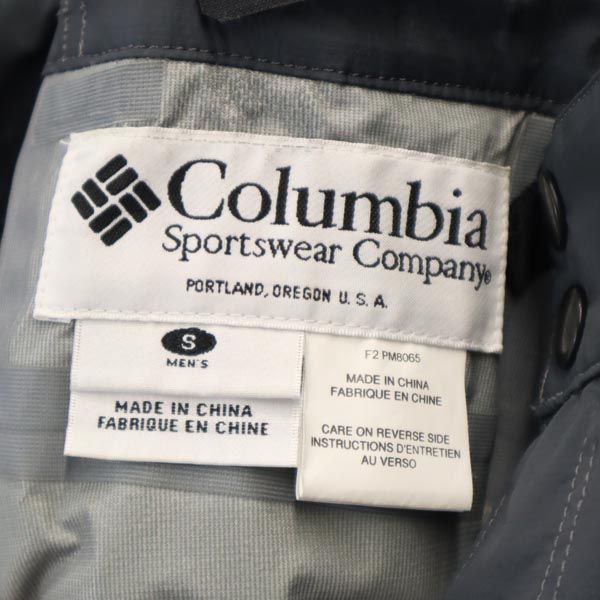 Columbia
Sportswear Company®
PORTLAND, OREGON U.S.A.
S
MEN'S
MADE IN CHINA
FABRIQUE EN CHINE
F2 PM8065
MADE IN CHINA
FABRIQUE EN CHINE
CARE ON REVERSE SIDE
INSTRUCTIONS D'ENTRETIEN
AU VERSO